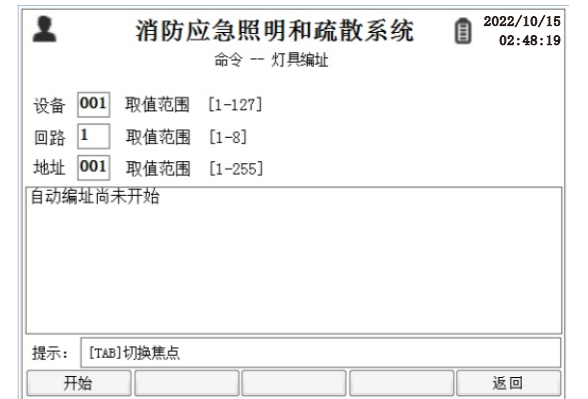 消防应急照明和疏散系统
2022/10/15
02:48:19
命令 -- 灯具编址
设备 001 取值范围 [1-127]
回路 1 取值范围 [1-8]
地址 001 取值范围 [1-255]
自动编址尚未开始
提示: [TAB]切换焦点
开始 返回